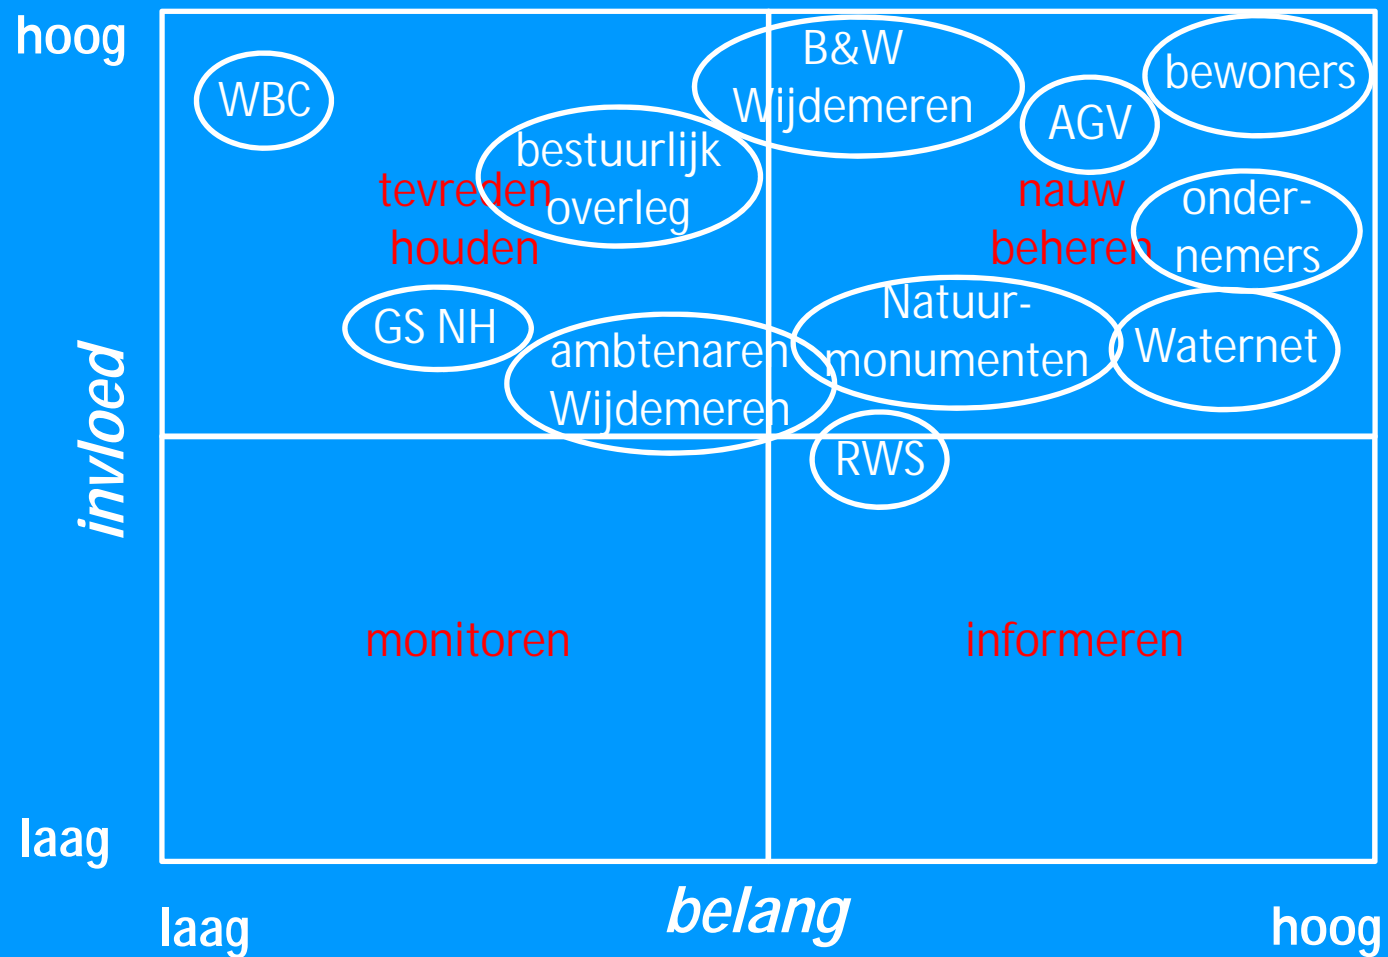 hoog
WBC
B&W
Wijdemeren
bewoners
AGV
bestuurlijk
overleg
tevreden
houden
nauw
beheren
onder-
nemers
GS NH
ambtenaren
Wijdemeren
Natuur-
monumenten
Waternet
RWS
invloed
monitoren
informeren
laag
laag
belang
hoog